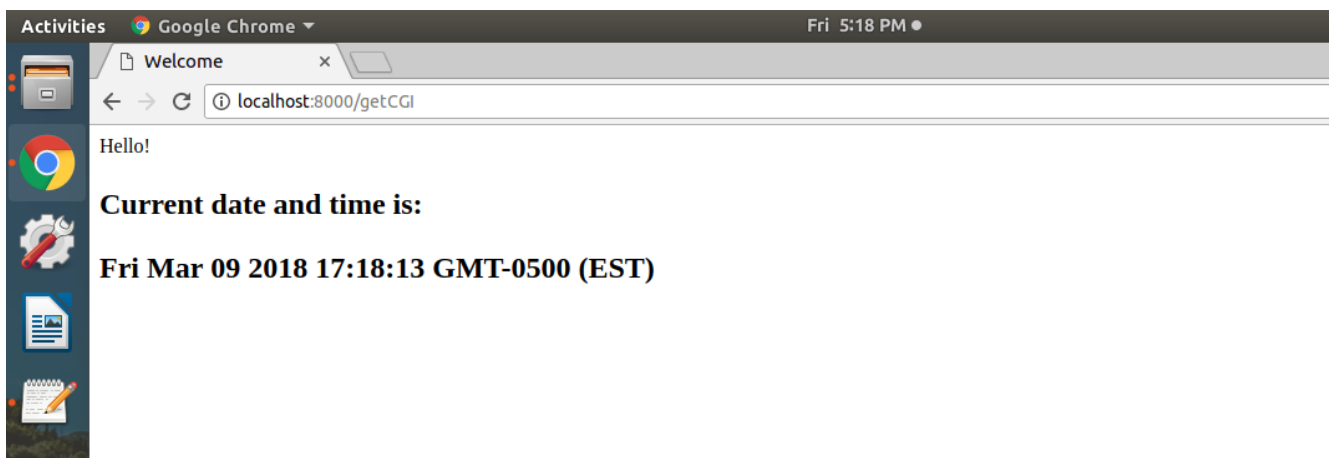 Activities Google Chrome Fri 5:18 PM
Welcome
localhost:8000/getCGI
Hello!
Current date and time is:
Fri Mar 09 2018 17:18:13 GMT-0500 (EST)